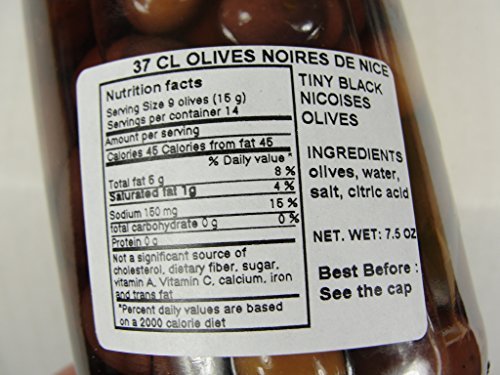 37 CL OLIVES NOIRES DE NICE
Nutrition facts
Serving Size 9 olives (15 g)
Servings per container 14
Amount per serving
Calories 45 Calories from fat 45
% Daily value*
Total fat 5 g 8 %
Saturated fat 1g 4 %
Sodium 150 mg 15 %
total carbohydrate 0 g 0 %
Protein 0 g
Not a significant source of
cholesterol, dietary fiber, sugar,
vitamin A, Vitamin C, calcium, iron
and trans fat
*Percent daily values are based
on a 2000 calorie diet
TINY BLACK
NICOISES
OLIVES
INGREDIENTS
olives, water,
salt, citric acid
NET. WET: 7.5 OZ
Best Before :
See the cap